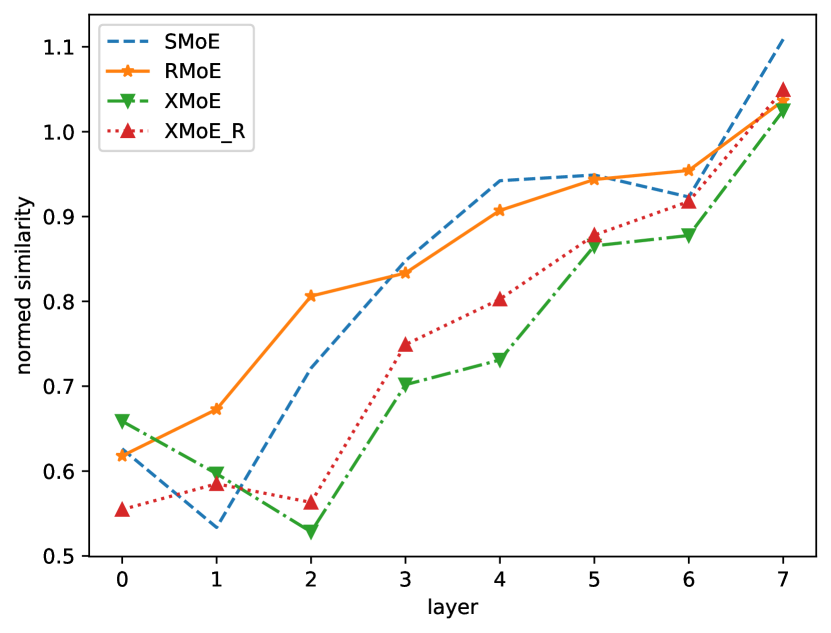 SMoE
RMoE
XMoE
XMoE_R
normed similarity
1.1
1.0
0.9
0.8
0.7
0.6
0.5
0 1 2 3 4 5 6 7
layer